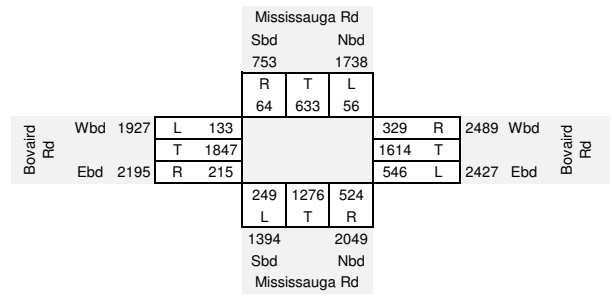 Mississauga Rd
Sbd Nbd
753 1738
R T L
64 633 56
Bovaird Rd
Wbd 1927 L 133 329 R 2489 Wbd
T 1847 1614 T
Ebd 2195 R 215 546 L 2427 Ebd
Bovaird Rd
249 1276 524
L T R
1394 2049
Sbd Nbd
Mississauga Rd